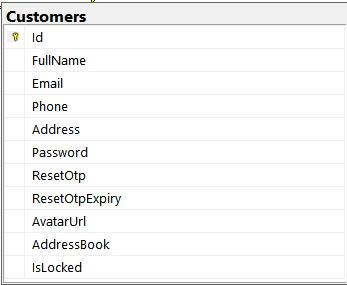 Customers
Id
FullName
Email
Phone
Address
Password
ResetOtp
ResetOtpExpiry
AvatarUrl
AddressBook
IsLocked